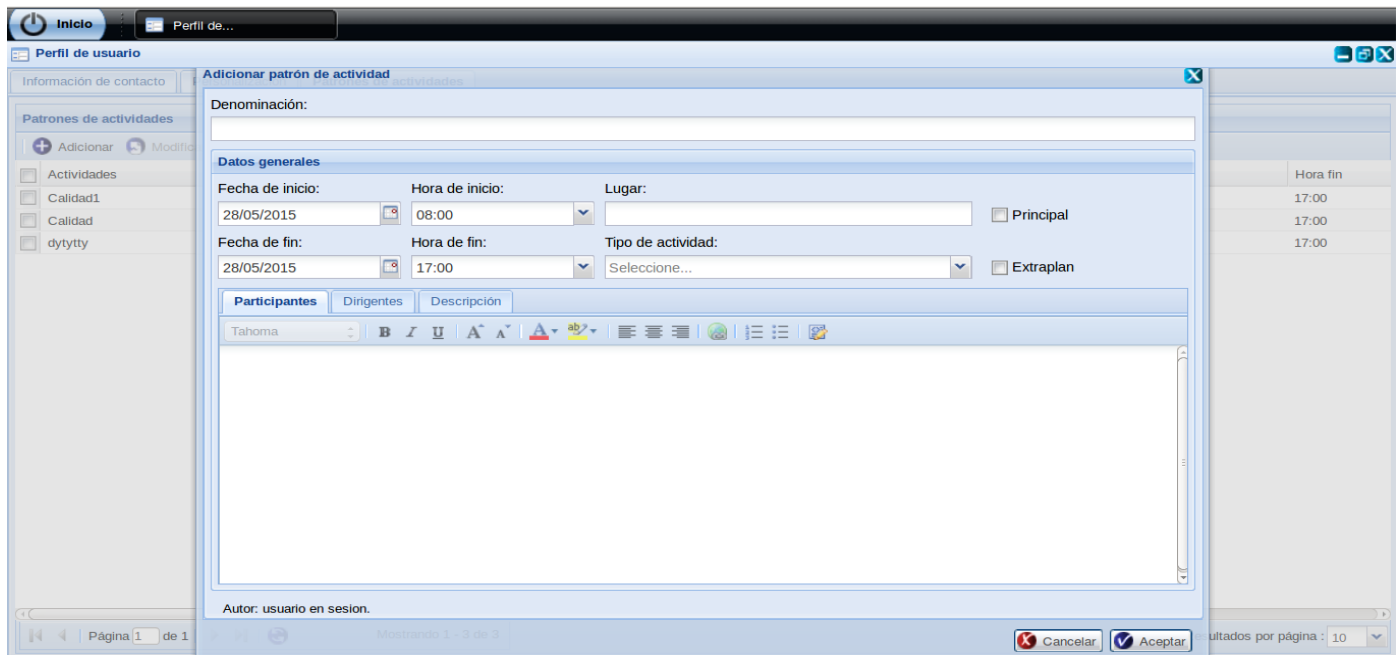 Inicio Perfil de...
Perfil de usuario
Información de contacto
Adicionar patrón de actividad
Patrones de actividades
Denominación:
Patrones de actividades
Adicionar
Datos generales
Actividades Hora fin
Fecha de inicio: Hora de inicio: Lugar:
Calidad1 17:00
28/05/2015 08:00 Principal
Calidad 17:00
Fecha de fin: Hora de fin: Tipo de actividad:
dytytty 17:00
28/05/2015 17:00 Seleccione... Extraplan
Participantes Dirigentes Descripción
Tahoma B I U A A A ab
Autor: usuario en sesion.
Página 1 de 1 Mostrando 1 - 3 de 3
Cancelar Aceptar
por página : 10